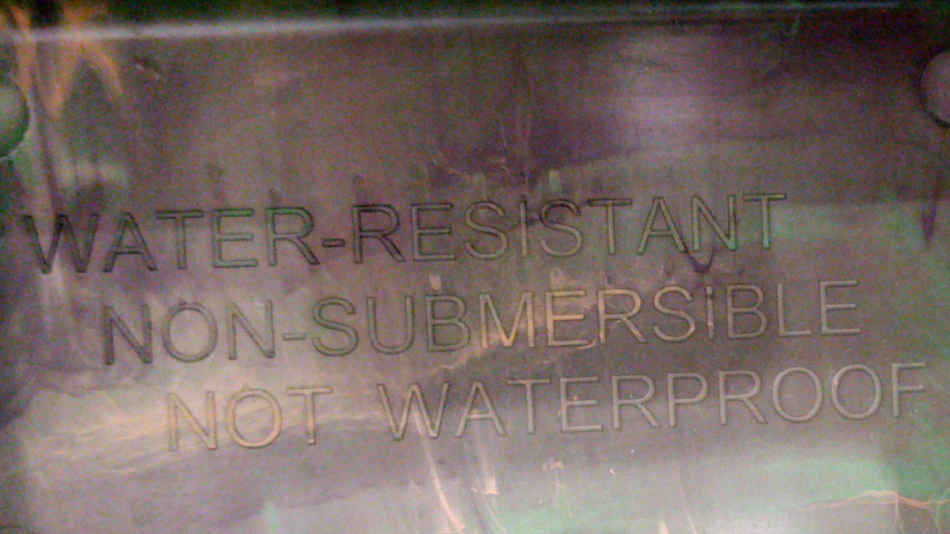 WATER-RESISTANT
NON-SUBMERSIBLE
NOT WATERPROOF